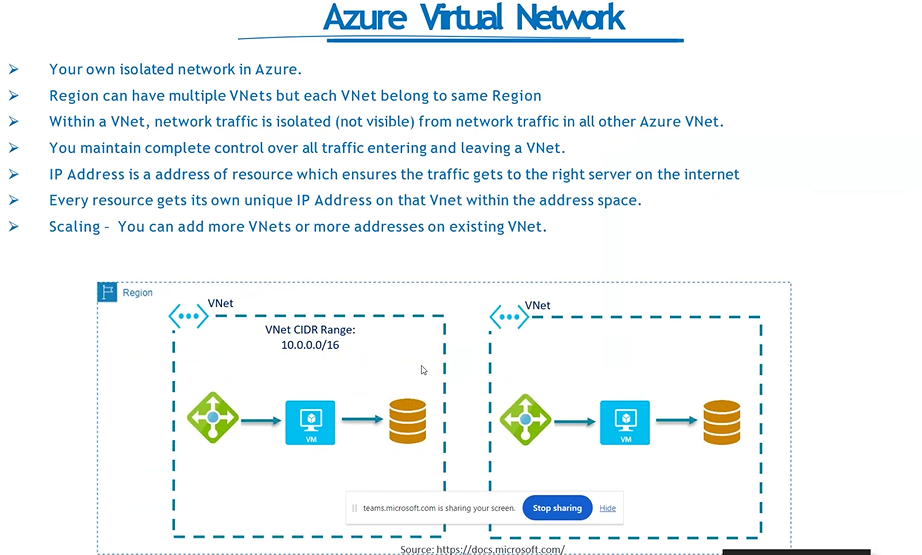 Azure Virtual Network
Your own isolated network in Azure.
Region can have multiple VNets but each VNet belong to same Region
Within a VNet, network traffic is isolated (not visible) from network traffic in all other Azure VNet.
You maintain complete control over all traffic entering and leaving a VNet.
IP Address is a address of resource which ensures the traffic gets to the right server on the internet
Every resource gets its own unique IP Address on that Vnet within the address space.
Scaling – You can add more VNets or more addresses on existing VNet.
Region
VNet
VNet CIDR Range:
10.0.0.0/16
VM
VNet
VM
teams.microsoft.com is sharing your screen.
Stop sharing
Hide
Source: https://docs.microsoft.com/